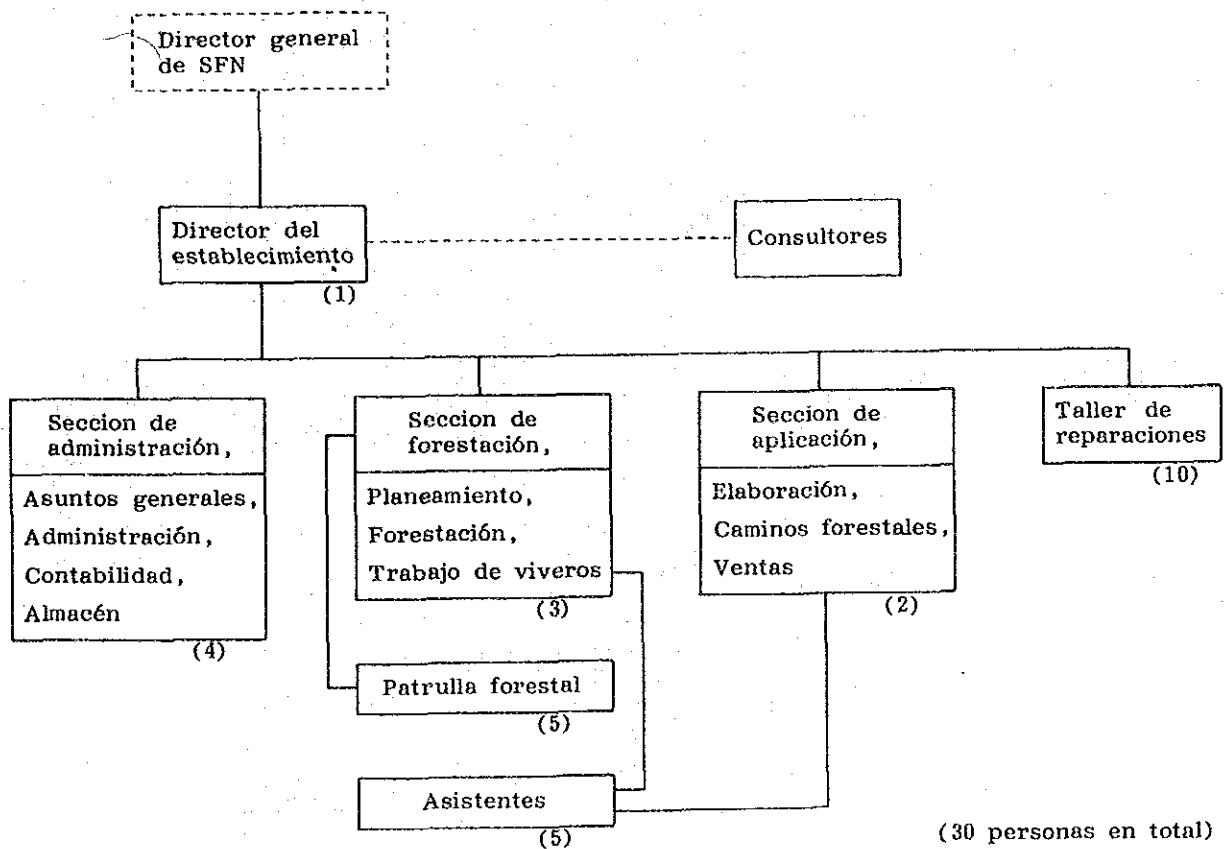 Director general
de SFN
Director del
establecimiento
(1)
Consultores
Seccion de
administración,
Asuntos generales,
Administración,
Contabilidad,
Almacén
(4)
Seccion de
forestación,
Planeamiento,
Forestación,
Trabajo de viveros
(3)
Seccion de
aplicación,
Elaboración,
Caminos forestales,
Ventas
(2)
Taller de
reparaciones
(10)
Patrulla forestal
(5)
Asistentes
(5)
(30 personas en total)